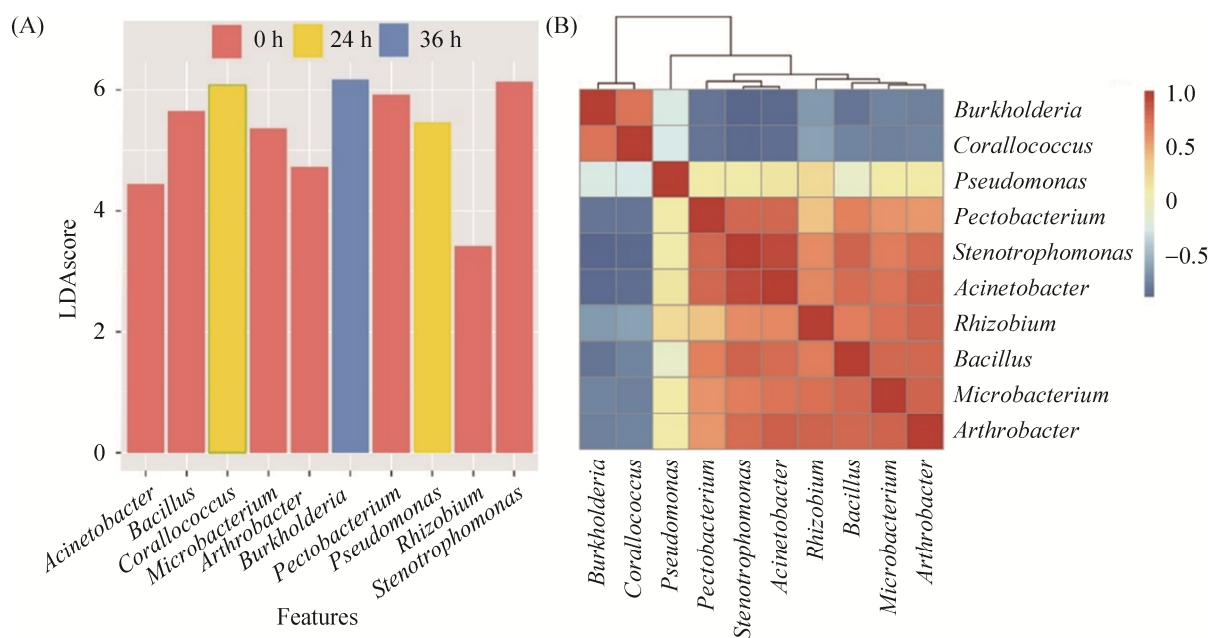 (A)
0 h 24 h 36 h
6
4
2
0
LDAscore
Acinetobacter
Bacillus
Corallococcus
Microbacterium
Arthrobacter
Burkholderia
Pectobacterium
Pseudomonas
Rhizobium
Stenotrophomonas
Features
(B)
Burkholderia
Corallococcus
Pseudomonas
Pectobacterium
Stenotrophomonas
Acinetobacter
Rhizobium
Bacillus
Microbacterium
Arthrobacter
1.0
0.5
0
−0.5
Burkholderia
Corallococcus
Pseudomonas
Pectobacterium
Stenotrophomonas
Acinetobacter
Rhizobium
Bacillus
Microbacterium
Arthrobacter